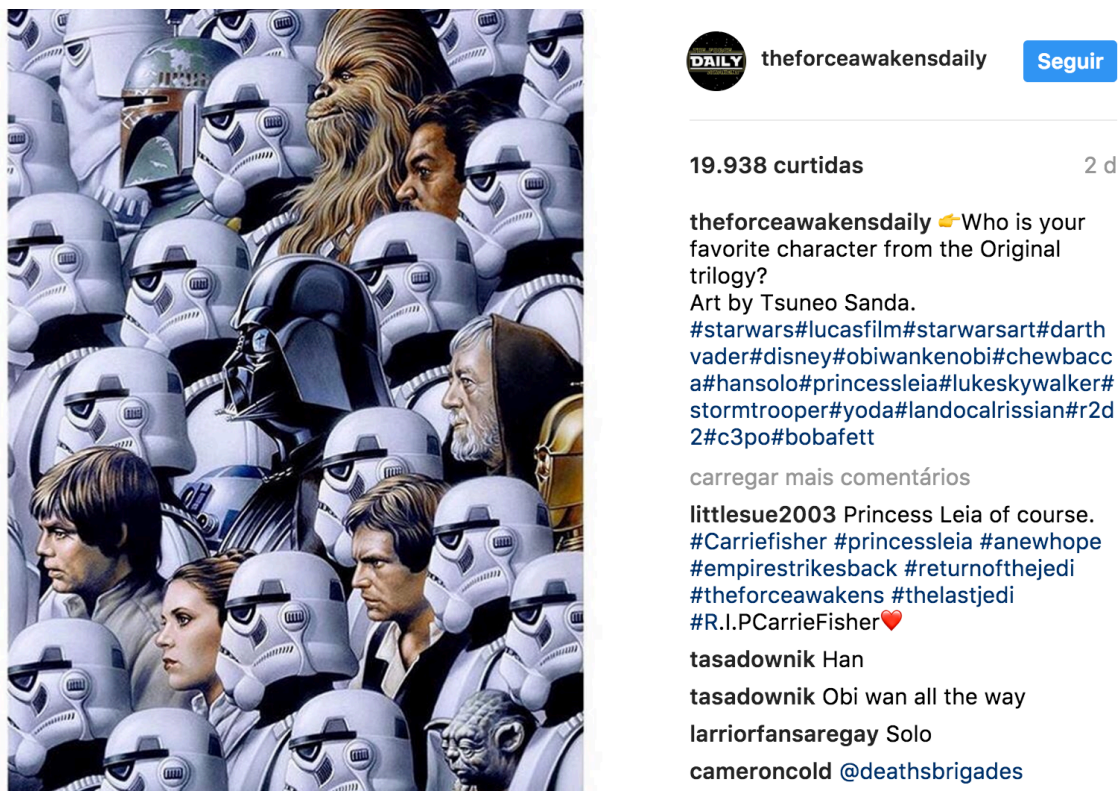 DAILY
theforceawakensdaily
Seguir
19.938 curtidas
2 d
theforceawakensdaily 👉Who is your
favorite character from the Original
trilogy?
Art by Tsuneo Sanda.
#starwars#lucasfilm#starwarsart#darth
vader#disney#obiwankenobi#chewbacc
a#hansolo#princessleia#lukeskywalker#
stormtrooper#yoda#landocalrissian#r2d
2#c3po#bobafett
carregar mais comentários
littlesue2003 Princess Leia of course.
#Carriefisher #princessleia #anewhope
#empirestrikesback #returnofthejedi
#theforceawakens #thelastjedi
#R.I.PCarrieFisher❤️
tasadownik Han
tasadownik Obi wan all the way
larriorfansaregay Solo
cameroncold @deathsbrigades